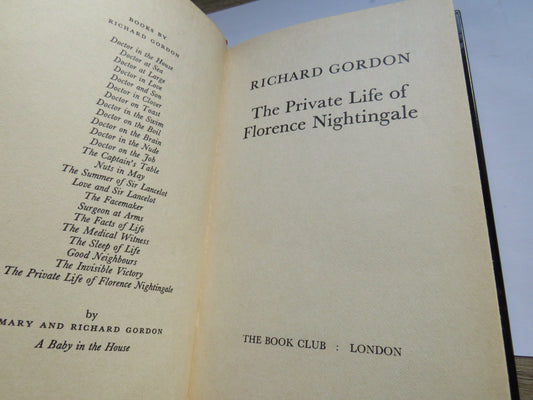 BOOKS BY
RICHARD GORDON
Doctor in the House
Doctor at Sea
Doctor at Large
Doctor in Love
Doctor and Son
Doctor in Clover
Doctor on Toast
Doctor in the Swim
Doctor on the Boil
Doctor on the Brain
Doctor in the Nude
Doctor on the Job
The Captain's Table
Nuts in May
The Summer of Sir Lancelot
Love and Sir Lancelot
The Facemaker
Surgeon at Arms
The Facts of Life
The Medical Witness
The Sleep of Life
Good Neighbours
The Invisible Victory
The Private Life of Florence Nightingale
by
MARY AND RICHARD GORDON
A Baby in the House
RICHARD GORDON
The Private Life of
Florence Nightingale
THE BOOK CLUB : LONDON